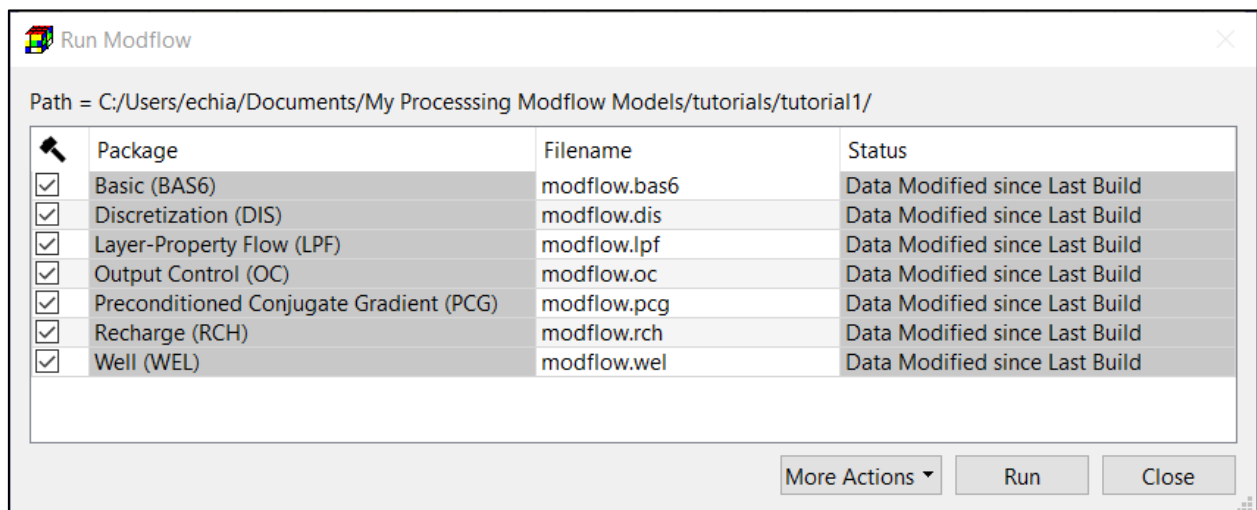 Run Modflow
Path = C:/Users/echia/Documents/My Processsing Modflow Models/tutorials/tutorial1/
Package Filename Status
Basic (BAS6) modflow.bas6 Data Modified since Last Build
Discretization (DIS) modflow.dis Data Modified since Last Build
Layer-Property Flow (LPF) modflow.lpf Data Modified since Last Build
Output Control (OC) modflow.oc Data Modified since Last Build
Preconditioned Conjugate Gradient (PCG) modflow.pcg Data Modified since Last Build
Recharge (RCH) modflow.rch Data Modified since Last Build
Well (WEL) modflow.wel Data Modified since Last Build
More Actions Run Close